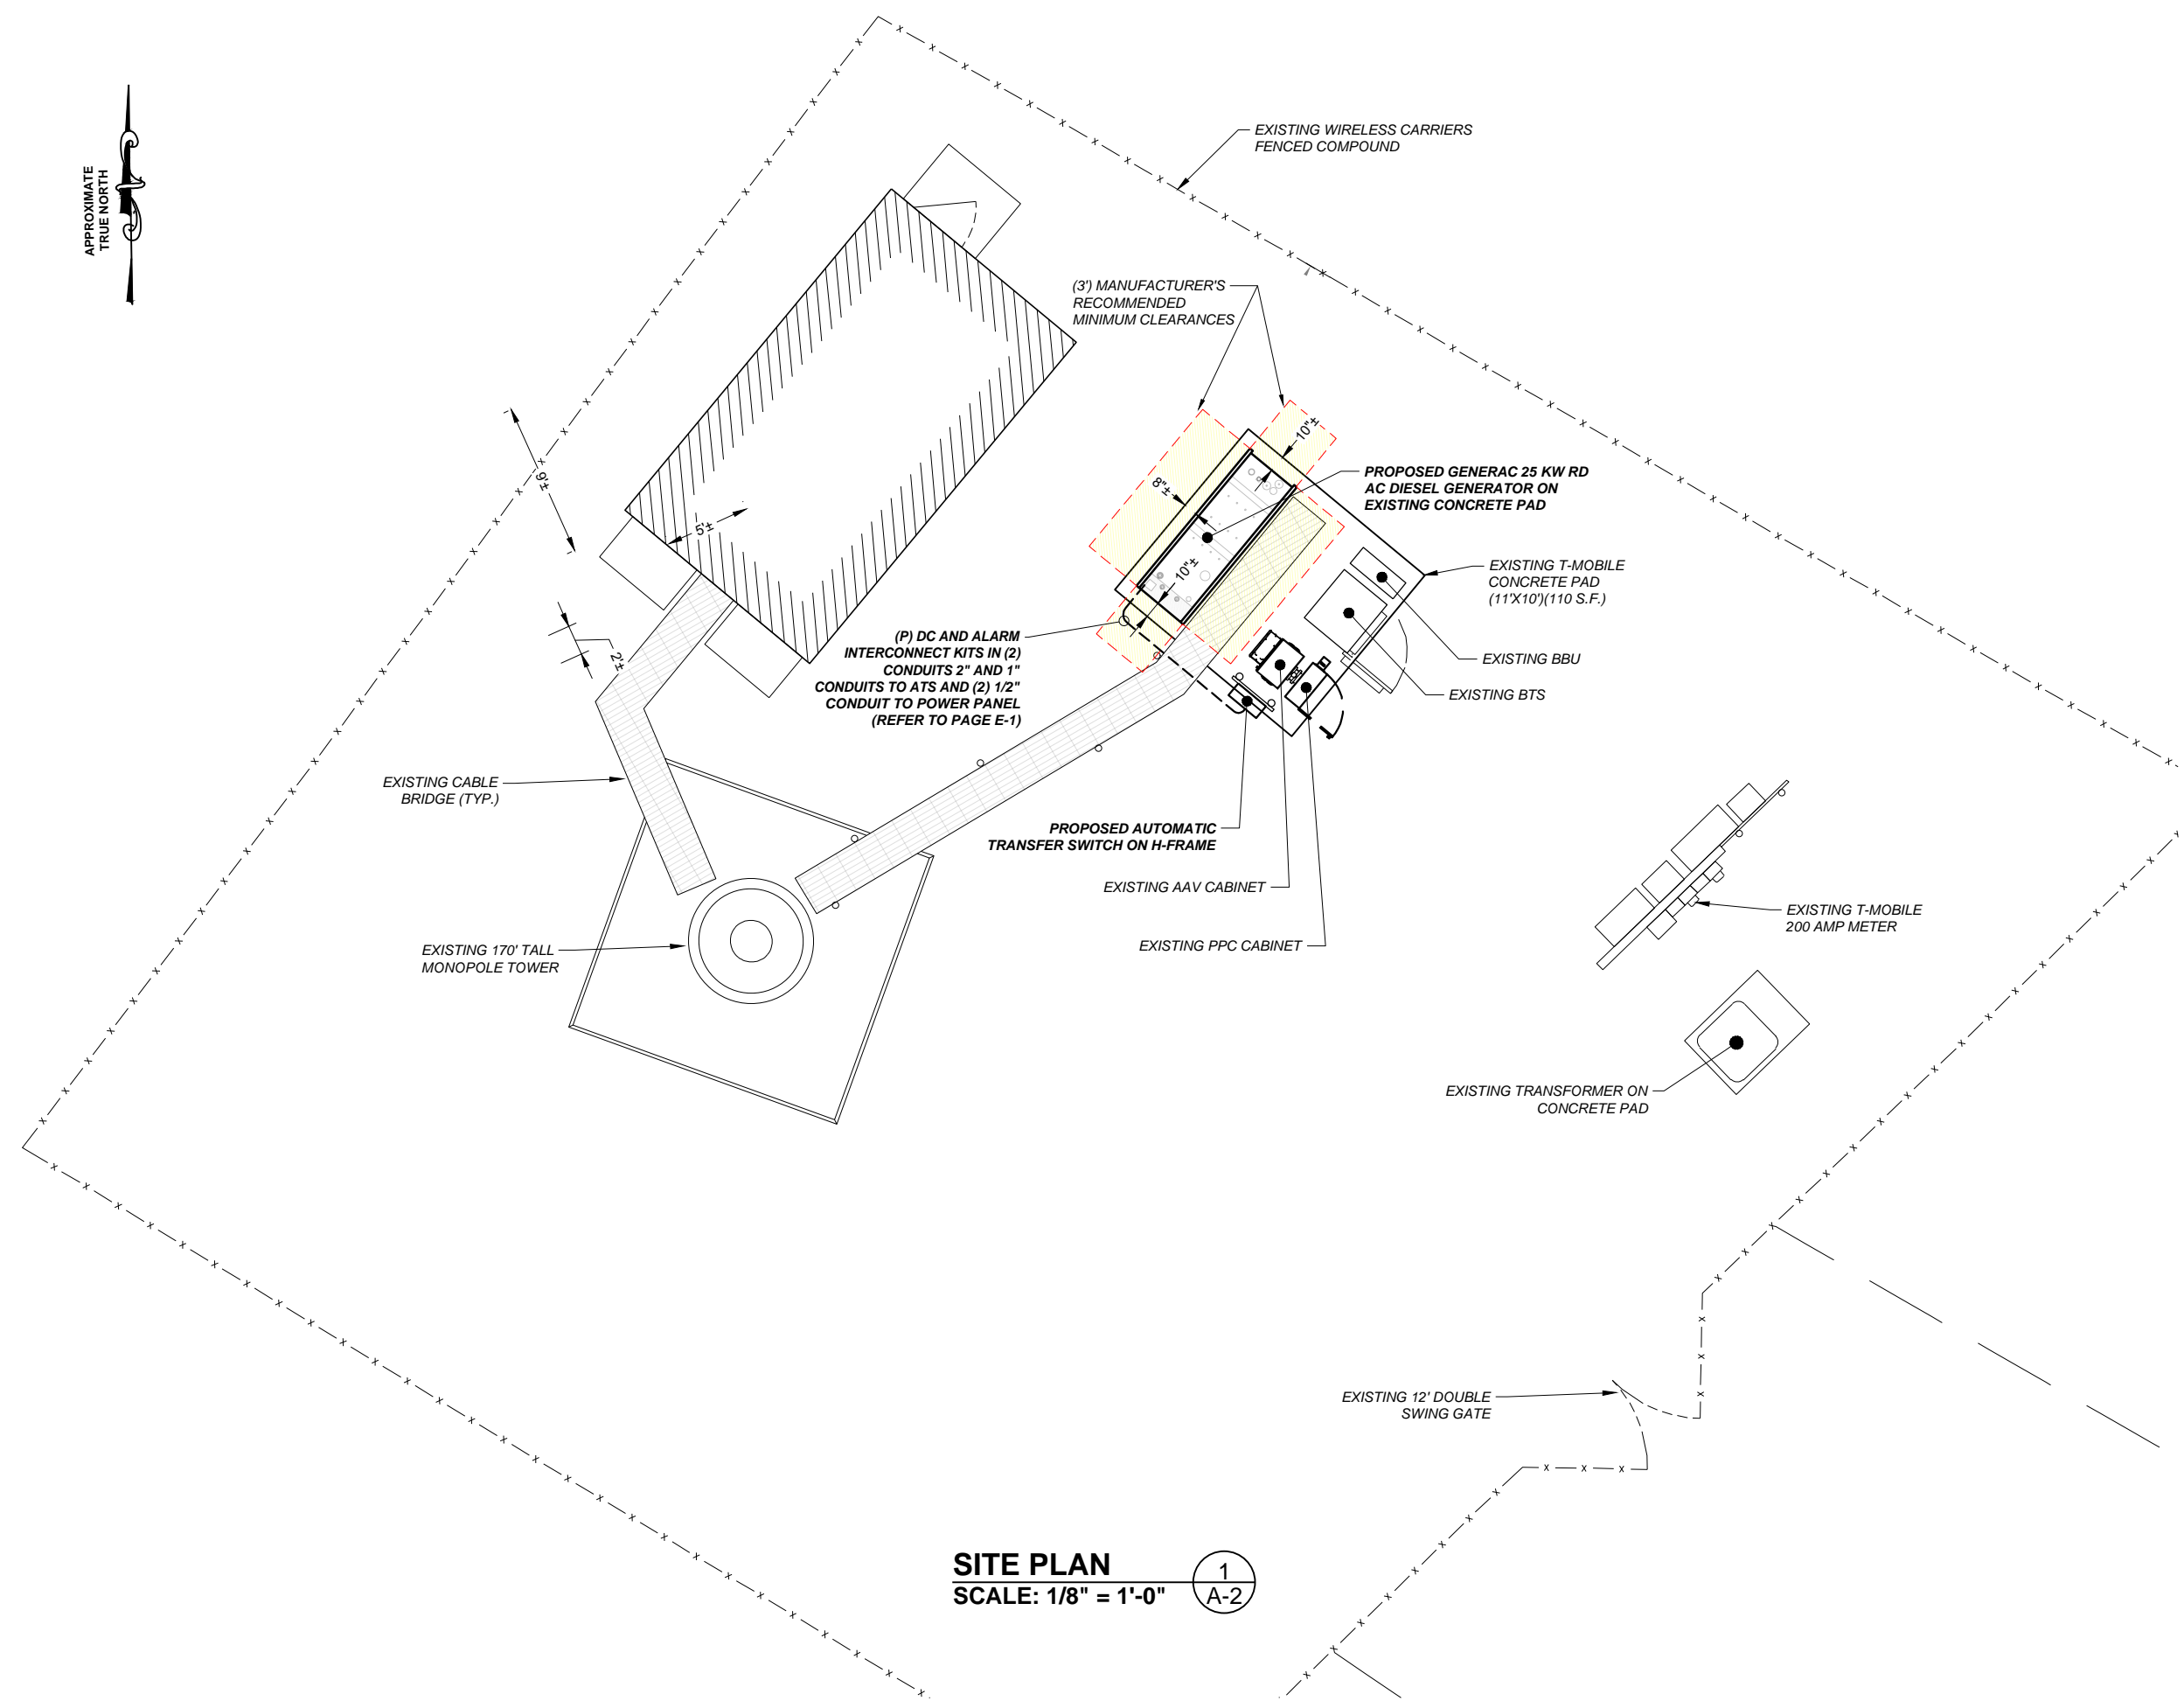 APPROXIMATE
TRUE NORTH
EXISTING WIRELESS CARRIERS
FENCED COMPOUND
(3') MANUFACTURER'S
RECOMMENDED
MINIMUM CLEARANCES
10"±
8"±
10"±
PROPOSED GENERAC 25 KW RD
AC DIESEL GENERATOR ON
EXISTING CONCRETE PAD
9'±
5'±
2'±
EXISTING T-MOBILE
CONCRETE PAD
(11'X10')(110 S.F.)
(P) DC AND ALARM
INTERCONNECT KITS IN (2)
CONDUITS 2" AND 1"
CONDUITS TO ATS AND (2) 1/2"
CONDUIT TO POWER PANEL
(REFER TO PAGE E-1)
EXISTING BBU
EXISTING BTS
EXISTING CABLE
BRIDGE (TYP.)
PROPOSED AUTOMATIC
TRANSFER SWITCH ON H-FRAME
EXISTING AAV CABINET
EXISTING PPC CABINET
EXISTING T-MOBILE
200 AMP METER
EXISTING 170' TALL
MONOPOLE TOWER
EXISTING TRANSFORMER ON
CONCRETE PAD
EXISTING 12' DOUBLE
SWING GATE
SITE PLAN
SCALE: 1/8" = 1'-0"
1
A-2